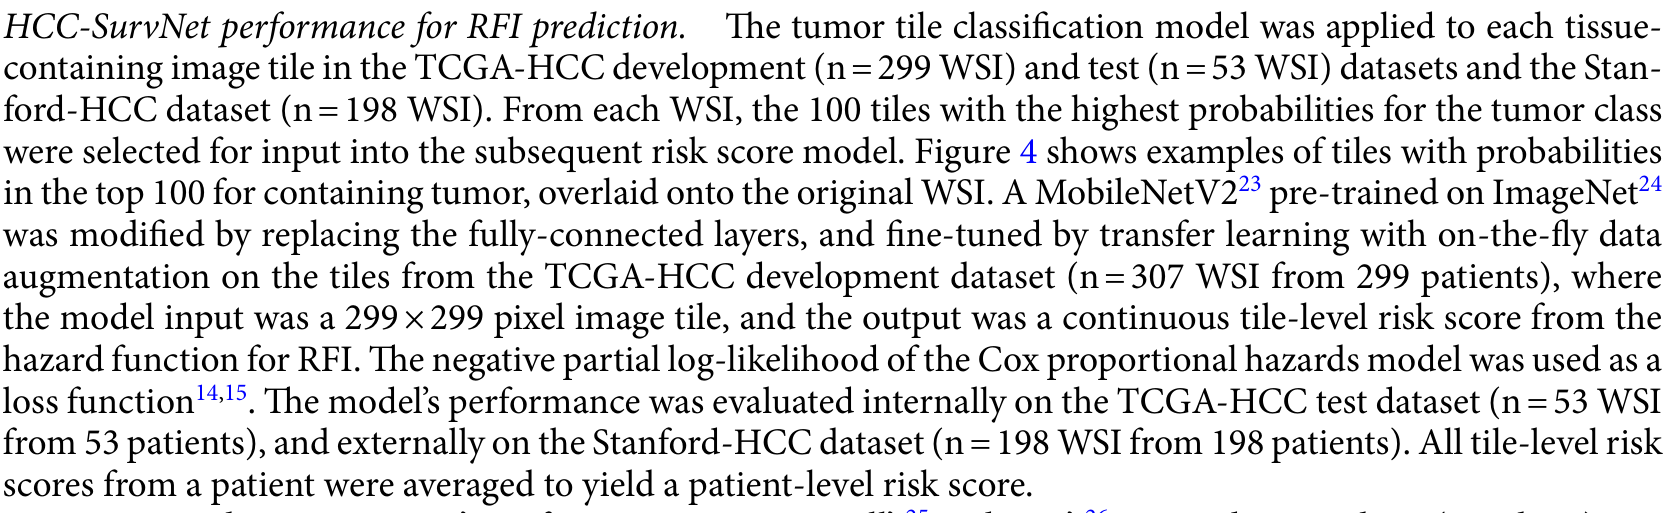 HCC-SurvNet performance for RFI prediction. The tumor tile classification model was applied to each tissue-
containing image tile in the TCGA-HCC development (n = 299 WSI) and test (n = 53 WSI) datasets and the Stan-
ford-HCC dataset (n = 198 WSI). From each WSI, the 100 tiles with the highest probabilities for the tumor class
were selected for input into the subsequent risk score model. Figure 4 shows examples of tiles with probabilities
in the top 100 for containing tumor, overlaid onto the original WSI. A MobileNetV2²³ pre-trained on ImageNet²⁴
was modified by replacing the fully-connected layers, and fine-tuned by transfer learning with on-the-fly data
augmentation on the tiles from the TCGA-HCC development dataset (n = 307 WSI from 299 patients), where
the model input was a 299 × 299 pixel image tile, and the output was a continuous tile-level risk score from the
hazard function for RFI. The negative partial log-likelihood of the Cox proportional hazards model was used as a
loss function¹⁴,¹⁵. The model’s performance was evaluated internally on the TCGA-HCC test dataset (n = 53 WSI
from 53 patients), and externally on the Stanford-HCC dataset (n = 198 WSI from 198 patients). All tile-level risk
scores from a patient were averaged to yield a patient-level risk score.